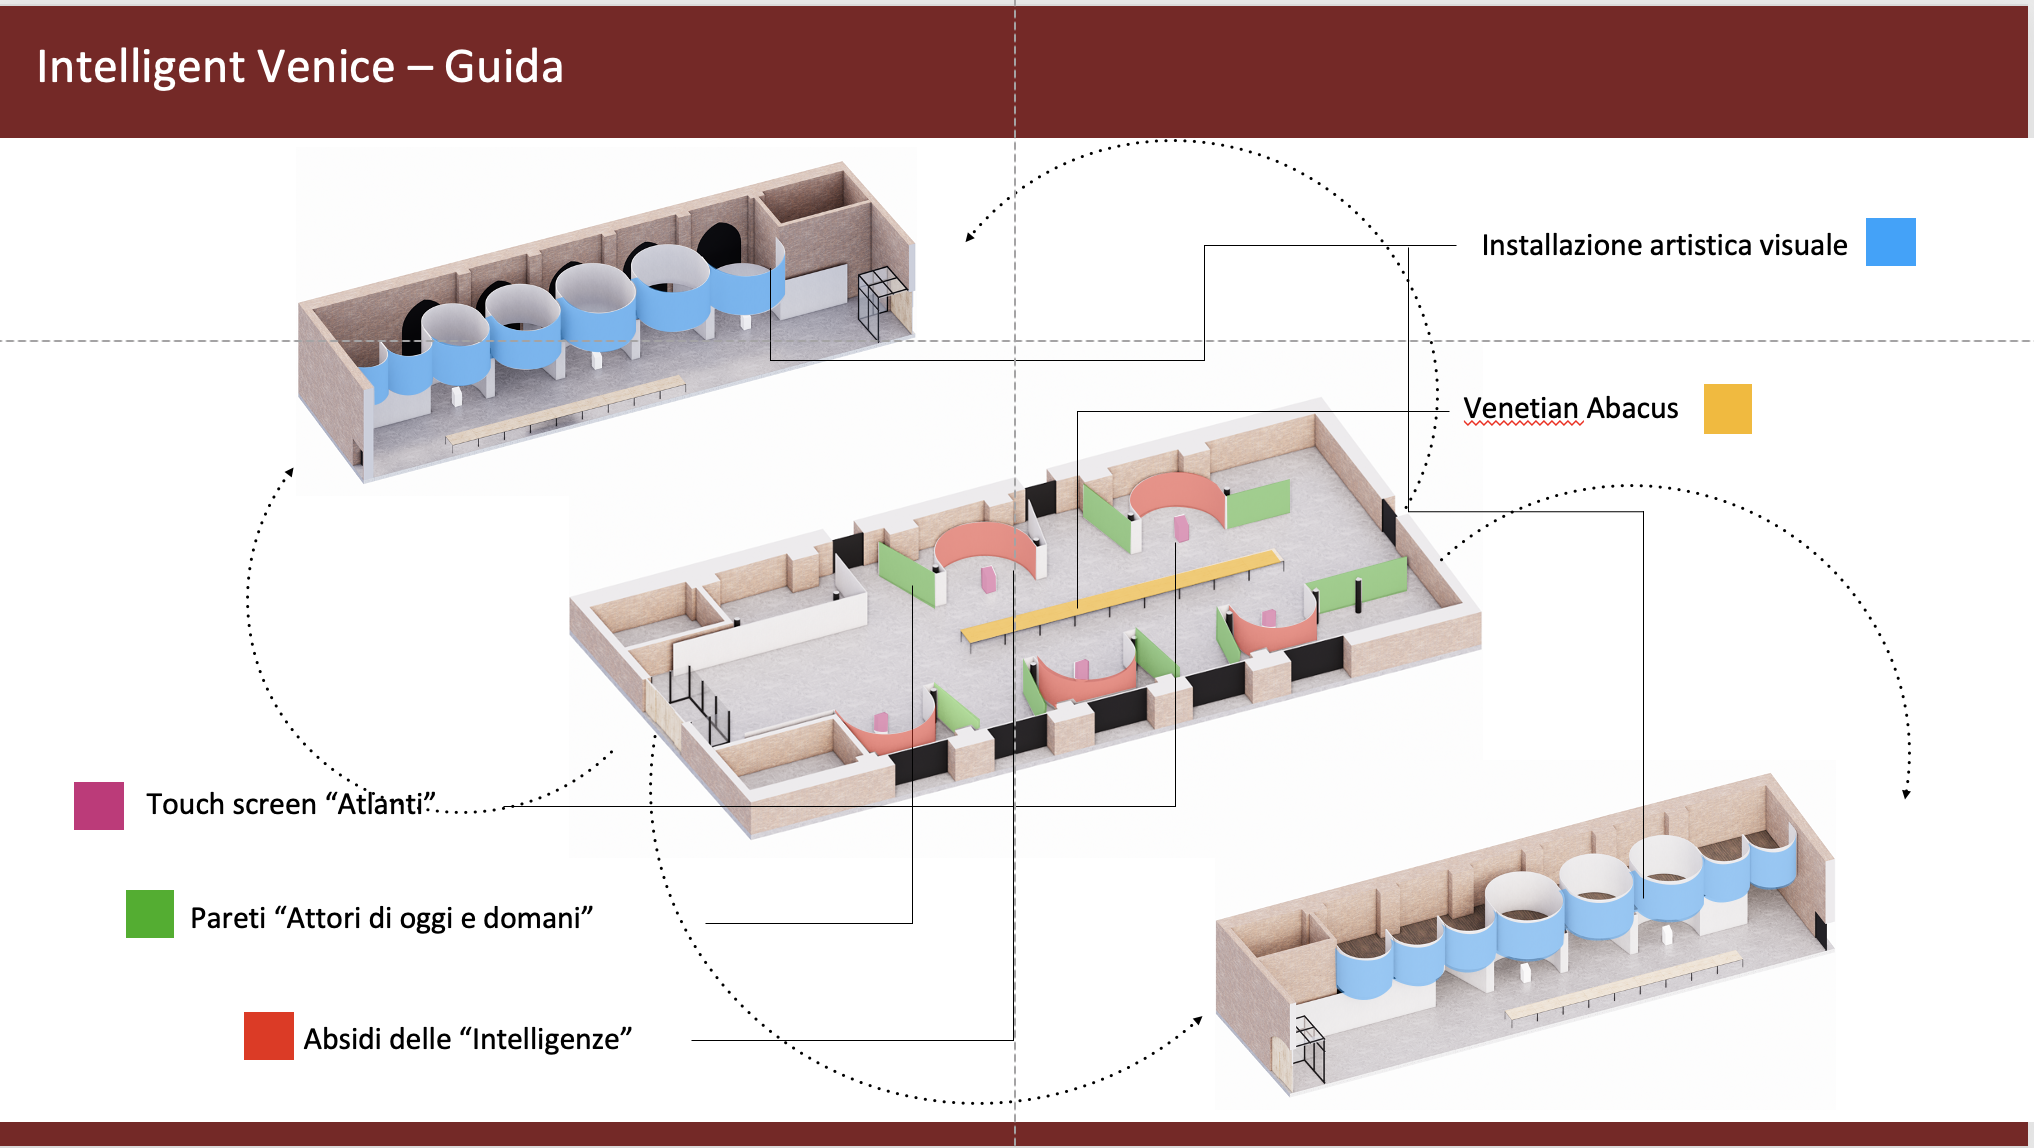 Intelligent Venice – Guida
Installazione artistica visuale
Venetian Abacus
Touch screen “Atlanti”
Pareti “Attori di oggi e domani”
Absidi delle “Intelligenze”